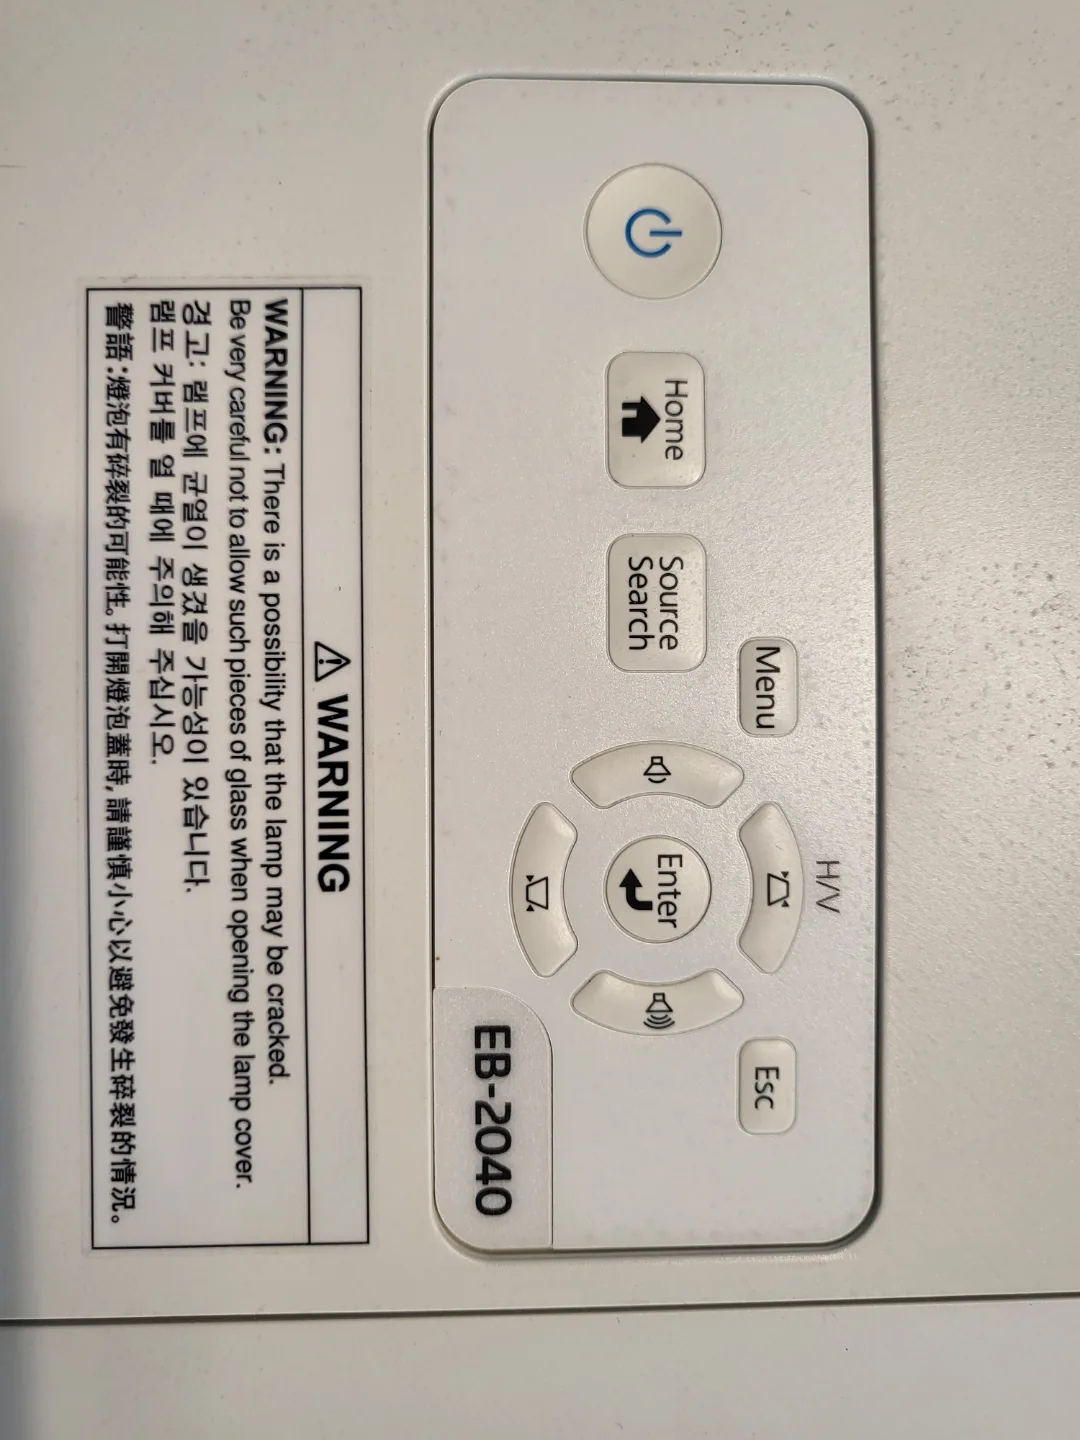 Home
Source
Search
Menu
H/V
Enter
Esc
EB-2040
⚠ WARNING
WARNING: There is a possibility that the lamp may be cracked.
Be very careful not to allow such pieces of glass when opening the lamp cover.
경고: 램프에 균열이 생겼을 가능성이 있습니다.
램프 커버를 열 때에 주의해 주십시오.
警語:燈泡有碎裂的可能性。打開燈泡蓋時,請謹慎小心以避免發生碎裂的情況。